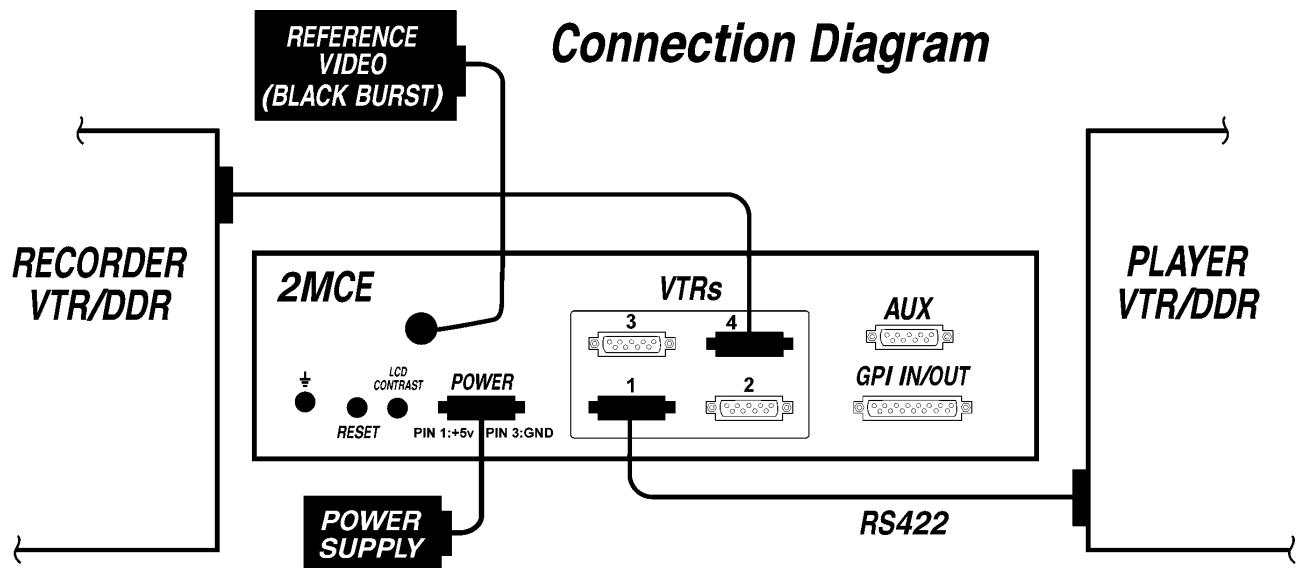 Connection Diagram
REFERENCE
VIDEO
(BLACK BURST)
RECORDER
VTR/DDR
2MCE
VTRs
3
4
1
2
AUX
GPI IN/OUT
LCD
CONTRAST
RESET
POWER
PIN 1:+5v PIN 3:GND
PLAYER
VTR/DDR
POWER
SUPPLY
RS422